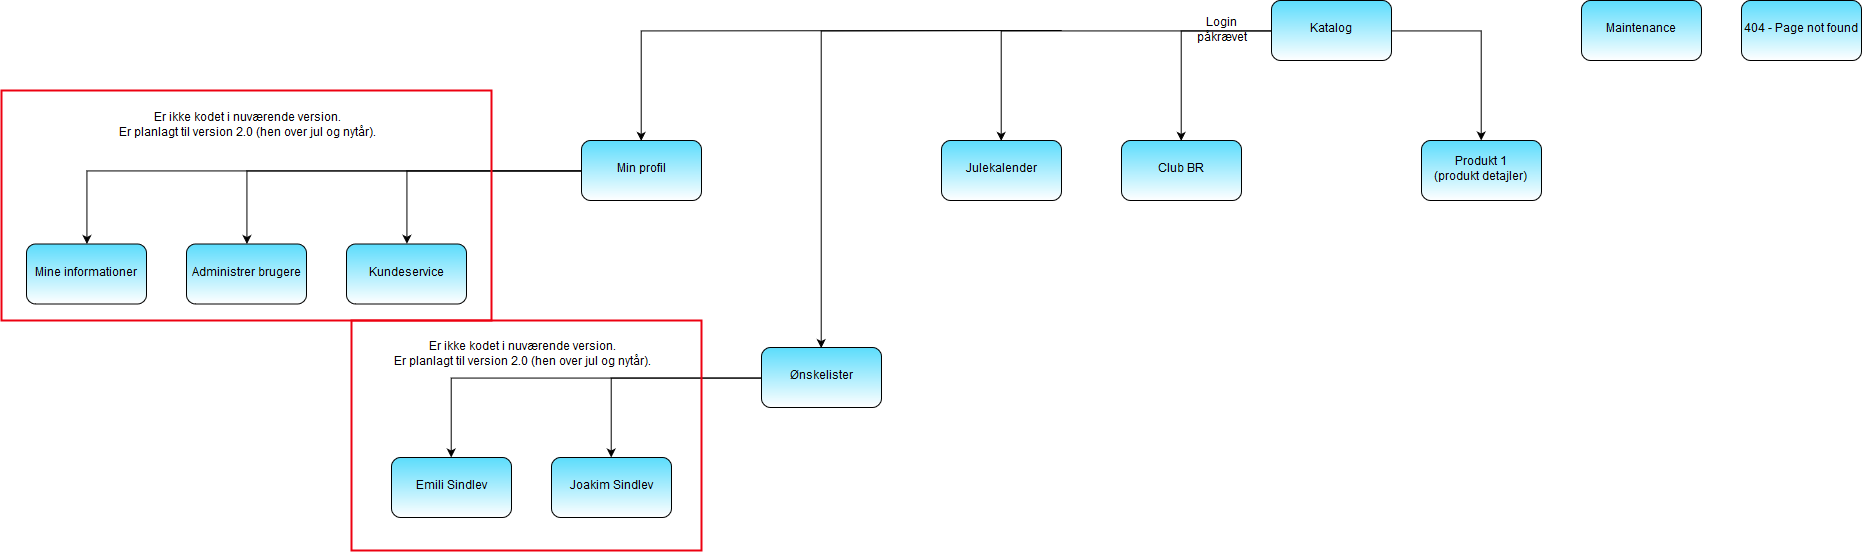 Login
påkrævet
Katalog
Maintenance
404 - Page not found
Er ikke kodet i nuværende version.
Er planlagt til version 2.0 (hen over jul og nytår).
Min profil
Julekalender
Club BR
Produkt 1
(produkt detajler)
Mine informationer
Administrer brugere
Kundeservice
Er ikke kodet i nuværende version.
Er planlagt til version 2.0 (hen over jul og nytår).
Ønskelister
Emili Sindlev
Joakim Sindlev